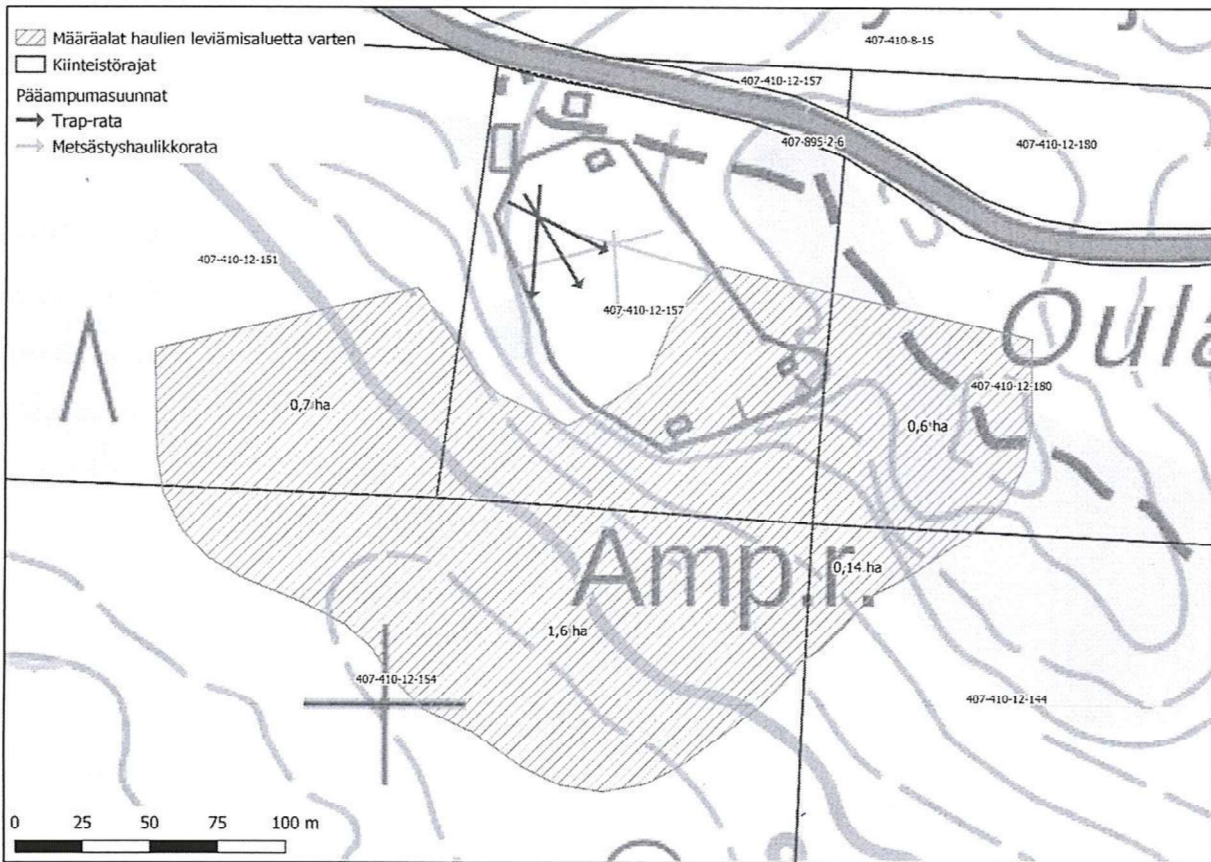 Määräalat haulien leviämisaluetta varten
Kiinteistörajat
Pääampumasuunnat
Trap-rata
Metsästyshaulikkorata
407-410-8-15
407-410-12-157
407-895-2-6
407-410-12-180
407-410-12-151
407-410-12-157
Oula
407-410-12-180
0,7 ha
0,6 ha
Amp.r.
0,14 ha
1,6 ha
407-410-12-154
407-410-12-144
0 25 50 75 100 m